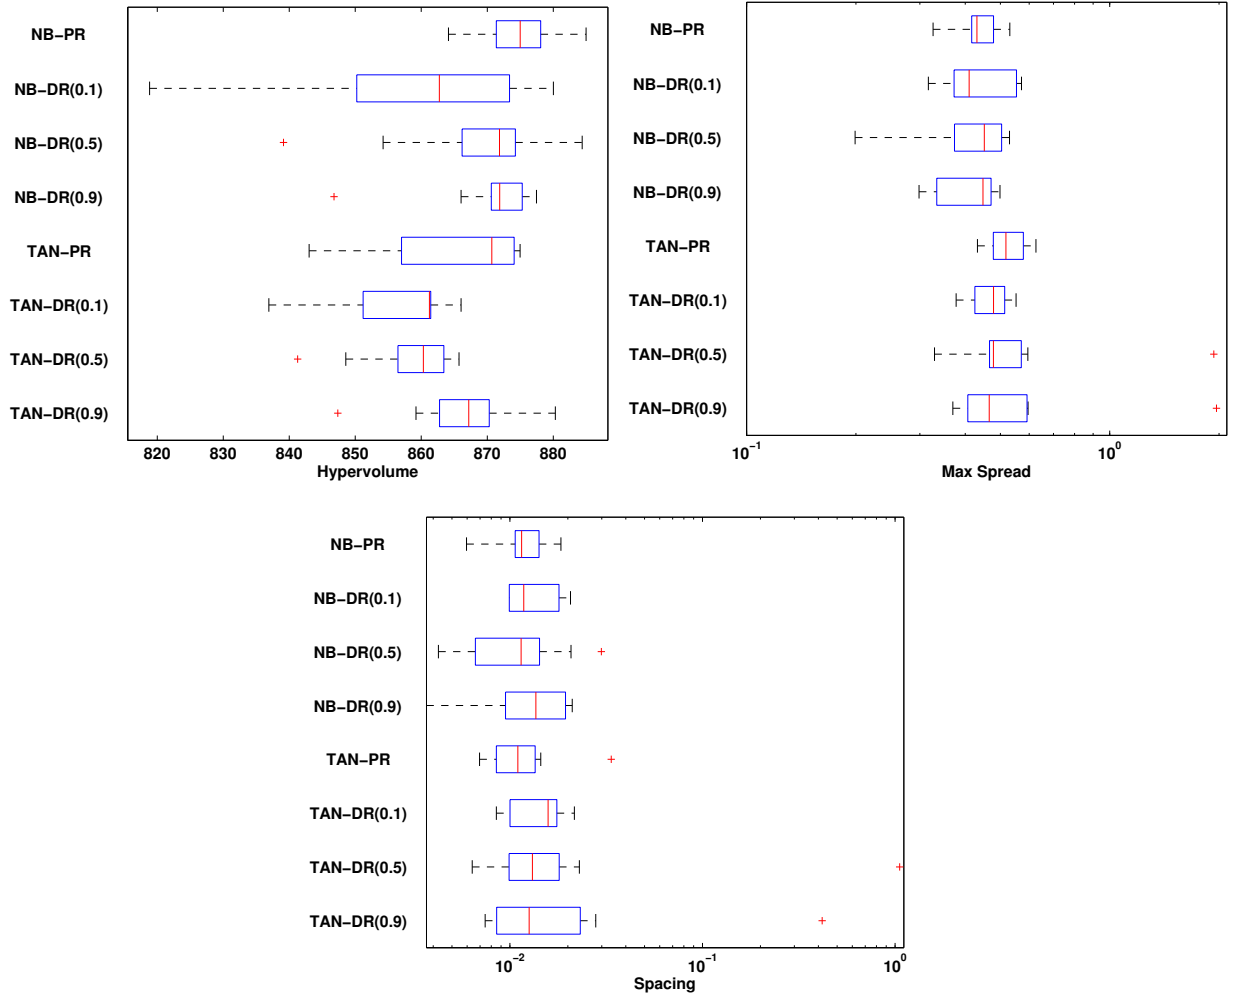 NB−PR
NB−DR(0.1)
NB−DR(0.5)
NB−DR(0.9)
TAN−PR
TAN−DR(0.1)
TAN−DR(0.5)
TAN−DR(0.9)
820 830 840 850 860 870 880
Hypervolume
NB−PR
NB−DR(0.1)
NB−DR(0.5)
NB−DR(0.9)
TAN−PR
TAN−DR(0.1)
TAN−DR(0.5)
TAN−DR(0.9)
10⁻¹ 10⁰
Max Spread
NB−PR
NB−DR(0.1)
NB−DR(0.5)
NB−DR(0.9)
TAN−PR
TAN−DR(0.1)
TAN−DR(0.5)
TAN−DR(0.9)
10⁻² 10⁻¹ 10⁰
Spacing